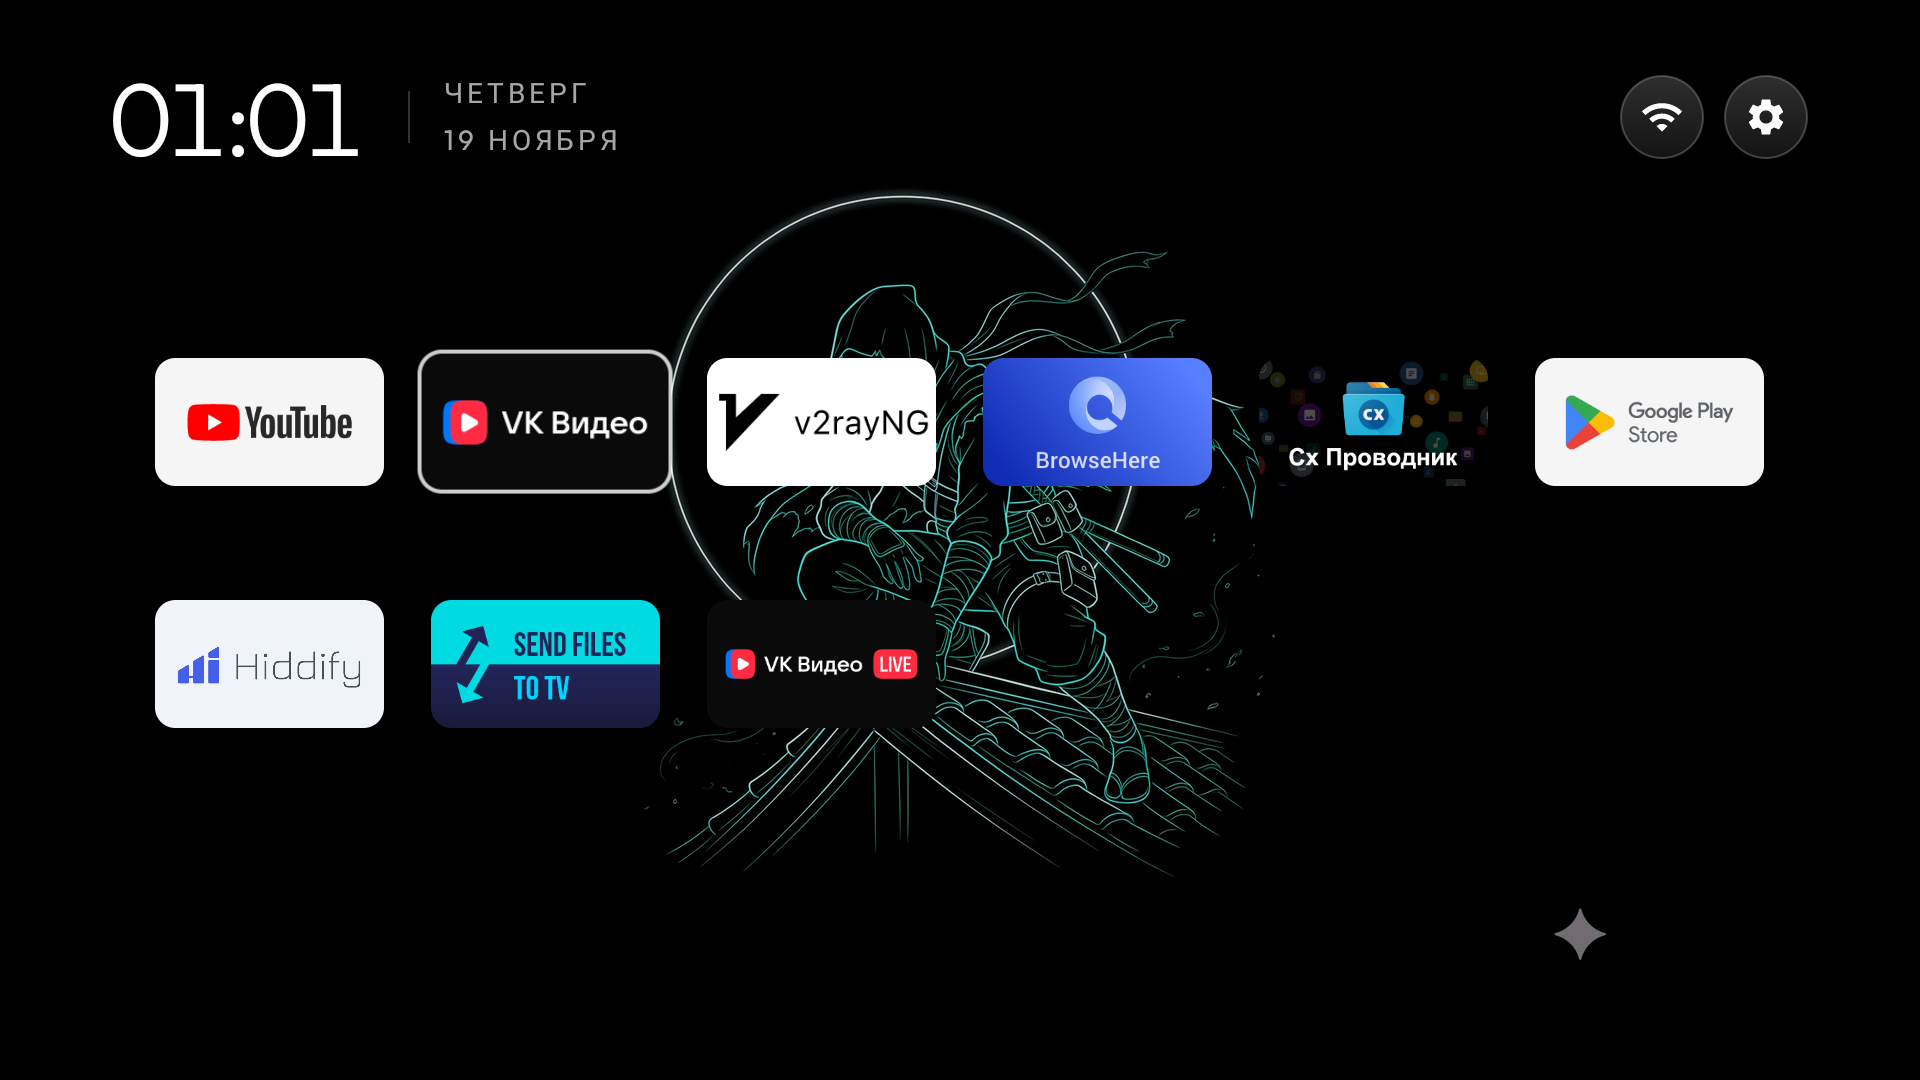 01:01
ЧЕТВЕРГ
19 НОЯБРЯ
YouTube
VK Видео
v2rayNG
BrowseHere
cx
Cx Проводник
Google Play
Store
Hiddify
SEND FILES
TO TV
VK Видео LIVE